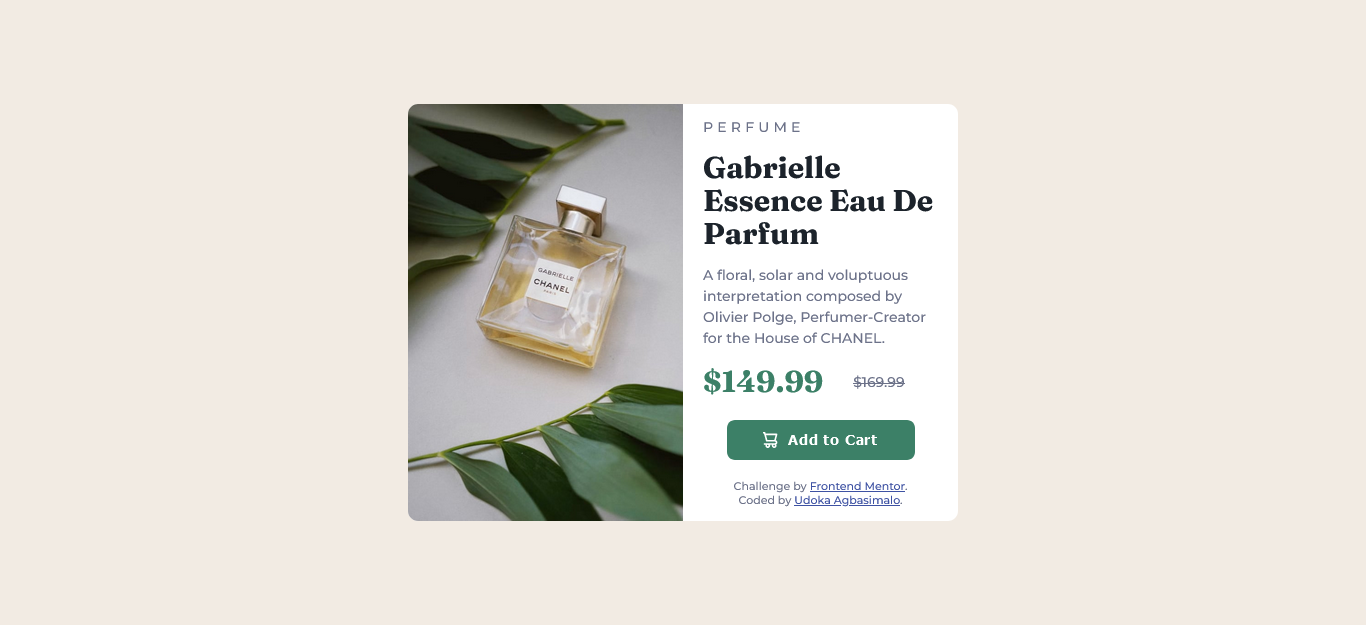 GABRIELLE
CHANEL
PARIS
PERFUME
Gabrielle
Essence Eau De
Parfum
A floral, solar and voluptuous
interpretation composed by
Olivier Polge, Perfumer-Creator
for the House of CHANEL.
$149.99 $169.99
Add to Cart
Challenge by Frontend Mentor.
Coded by Udoka Agbasimalo.